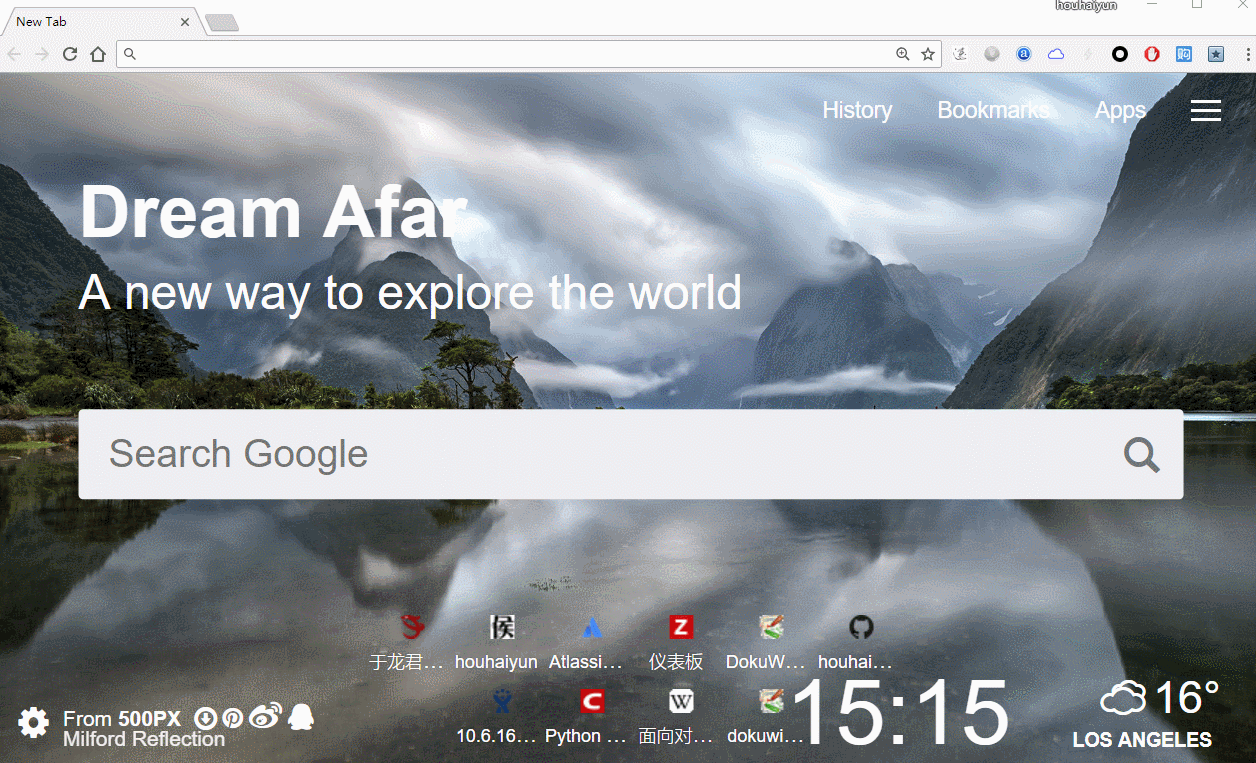 houhaiyun
New Tab
History Bookmarks Apps
Dream Afar
A new way to explore the world
Search Google
于龙君… houhaiyun Atlassi… 仪表板 DokuW… houhai…
10.6.16… Python … 面向对… dokuwi…
15:15
16°
LOS ANGELES
From 500PX
Milford Reflection